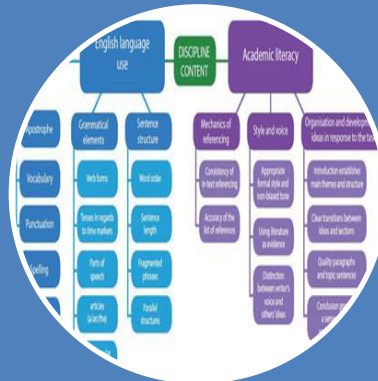 English language
use
DISCIPLINE
CONTENT
Academic literacy
Apostrophe
Vocabulary
Punctuation
Spelling
Grammatical
elements
Verb forms
Tenses in regards
to time markers
Parts of
speech
articles
(a/an/the)
Sentence
structure
Word order
Sentence
length
Fragmented
phrases
Parallel
structures
Mechanics of
referencing
Consistency of
in-text referencing
Accuracy of the
list of references
Style and voice
Appropriate
formal style and
non-biased tone
Using literature
as evidence
Distinction
between writer's
voice and
others' ideas
Organisation and develop
ideas in response to the tas
Introduction establishes
main themes and structure
Clear transitions between
ideas and sections
Quality paragraphs
and topic sentences
Conclusion
a